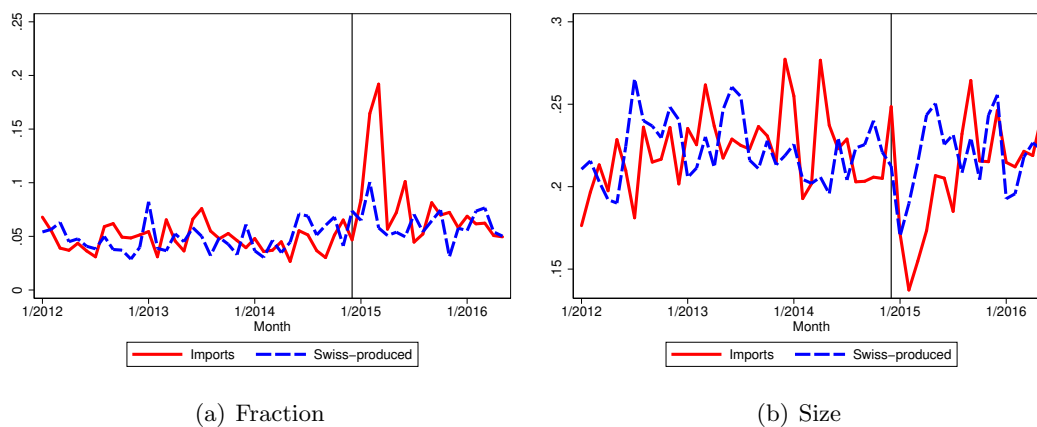 .25
.2
.15
.1
.05
0
1/2012 1/2013 1/2014 1/2015 1/2016
Month
Imports Swiss−produced
(a) Fraction
.3
.25
.2
.15
1/2012 1/2013 1/2014 1/2015 1/2016
Month
Imports Swiss−produced
(b) Size